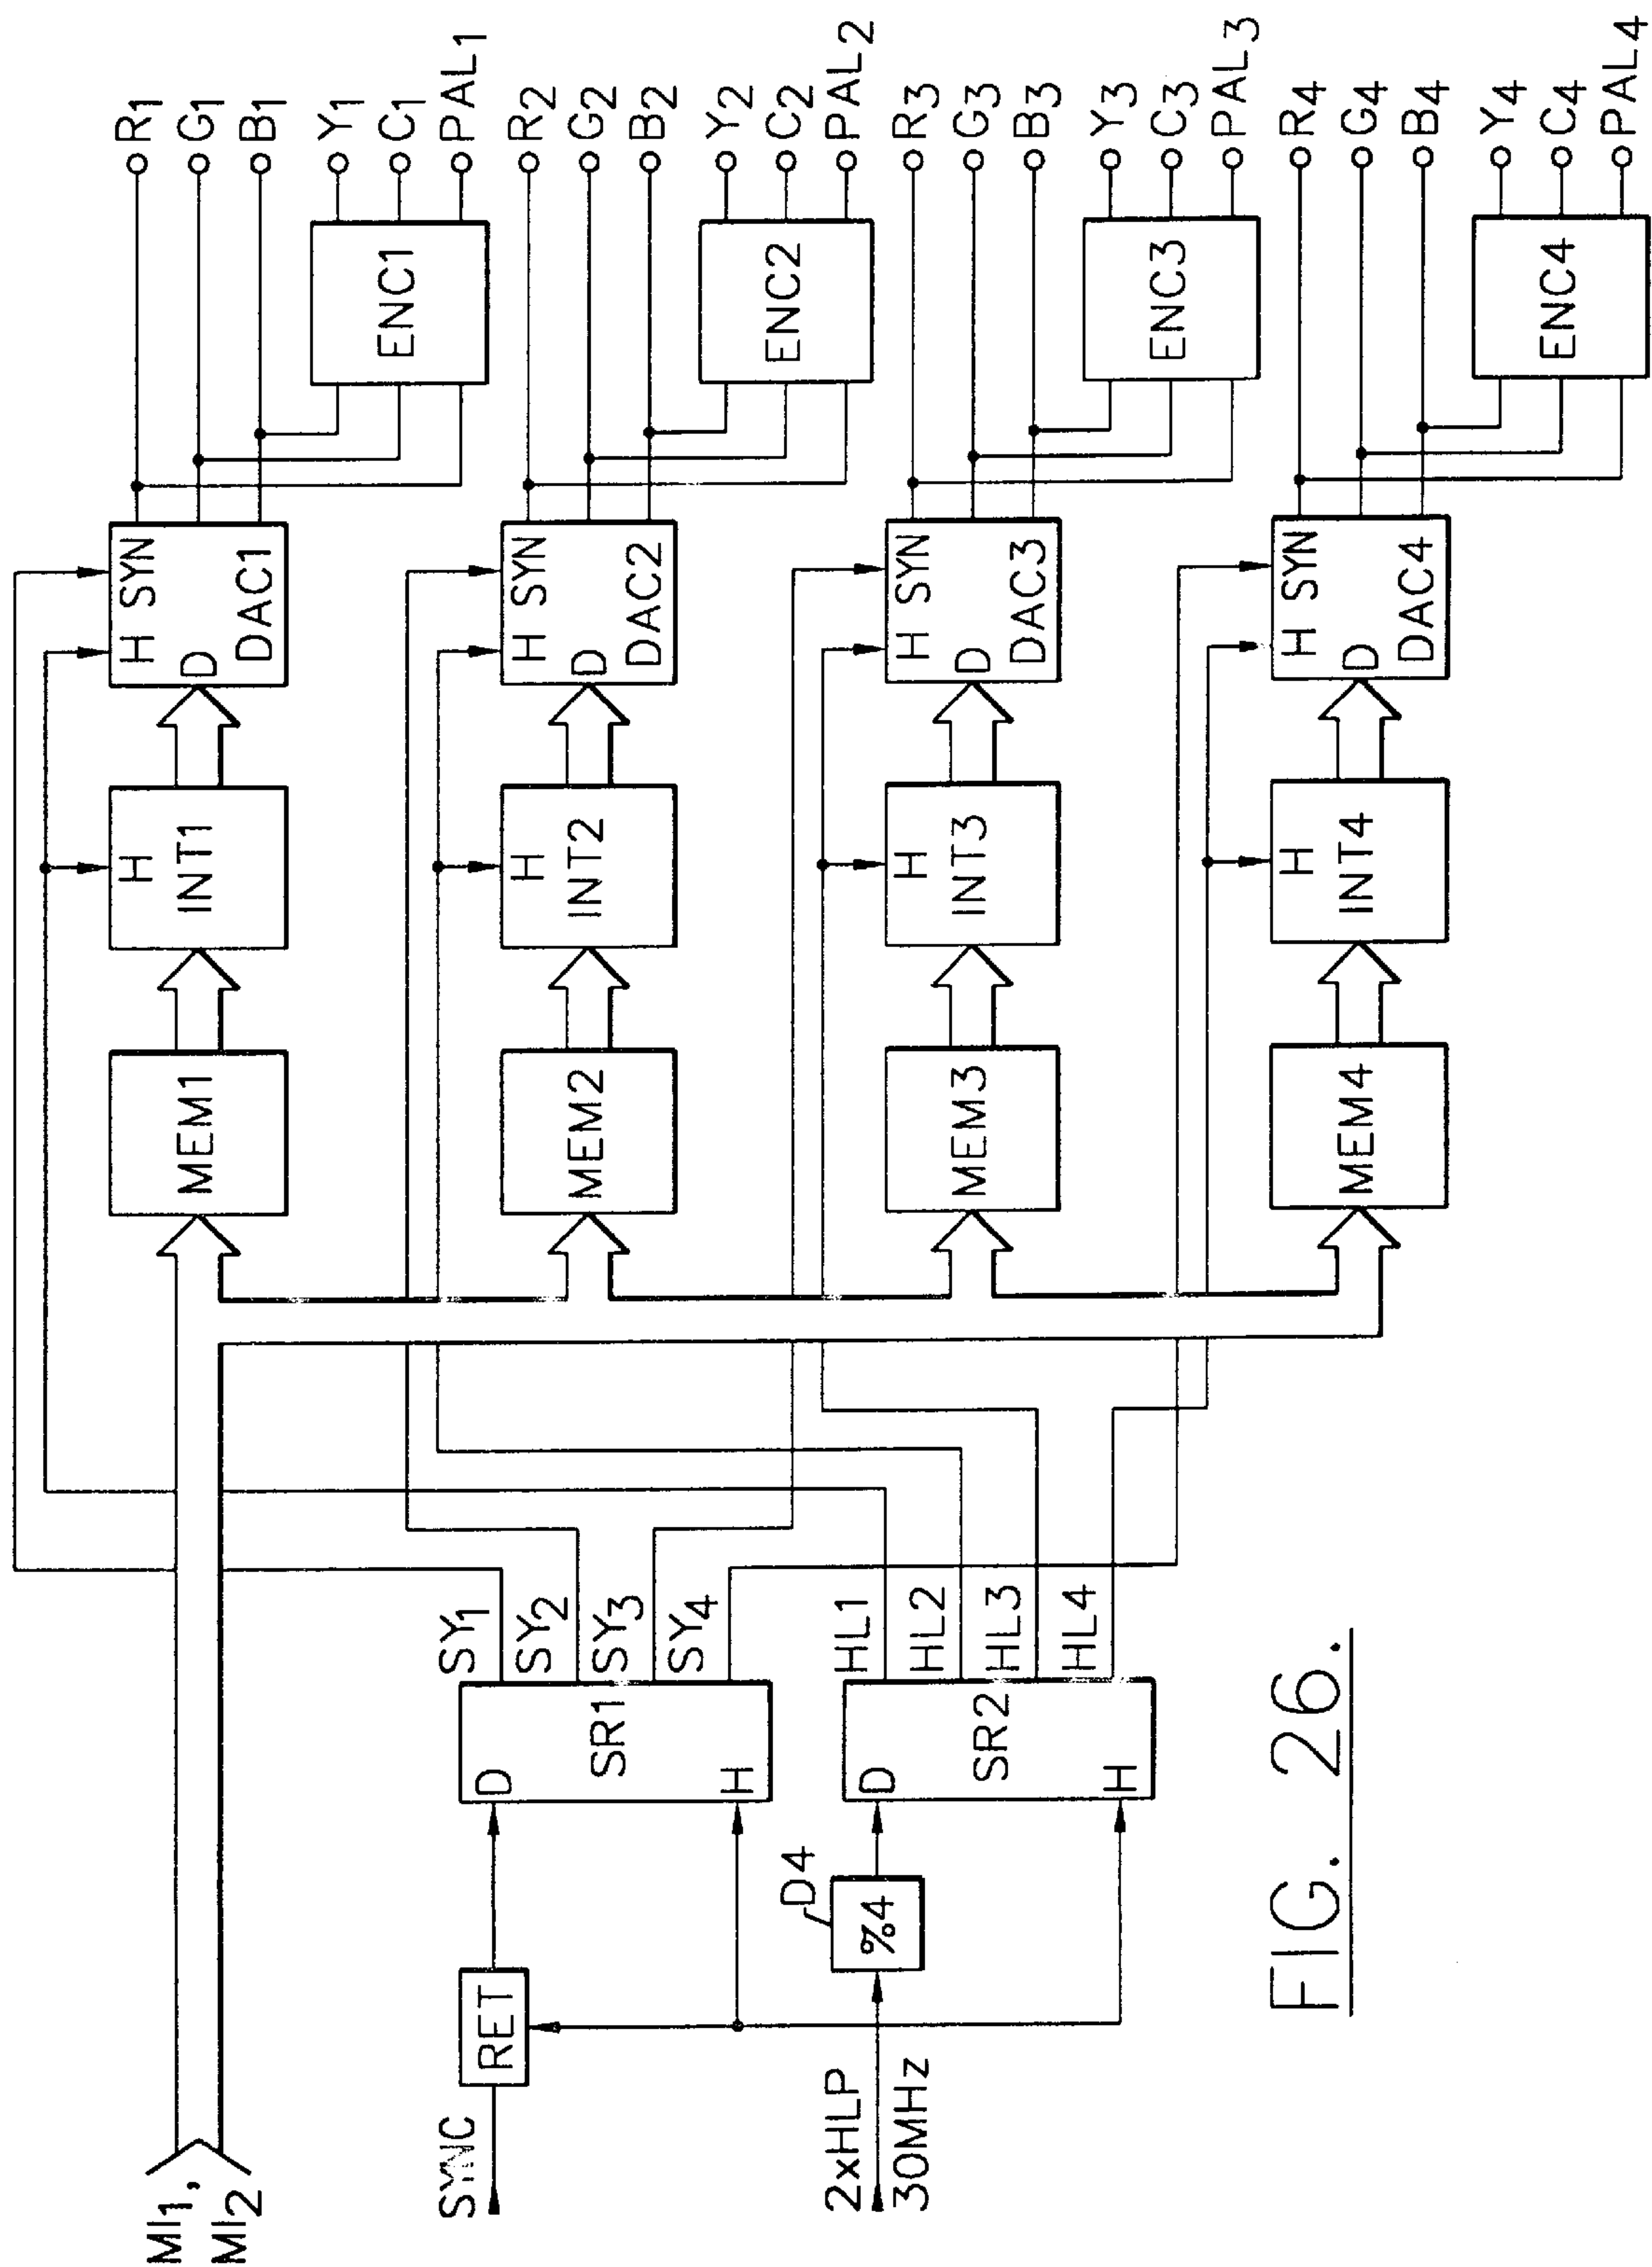 MI1,
MI2
SYNC
RET
2xHLP
30MHz
D4
%4
D
SR1
H
SY1
SY2
SY3
SY4
D
SR2
H
HL1
HL2
HL3
HL4
MEM1
H
INT1
H SYN
D
DAC1
ENC1
R1
G1
B1
Y1
C1
PAL1
MEM2
H
INT2
H SYN
D
DAC2
ENC2
R2
G2
B2
Y2
C2
PAL2
MEM3
H
INT3
H SYN
D
DAC3
ENC3
R3
G3
B3
Y3
C3
PAL3
MEM4
H
INT4
H SYN
D
DAC4
ENC4
R4
G4
B4
Y4
C4
PAL4
FIG. 26.